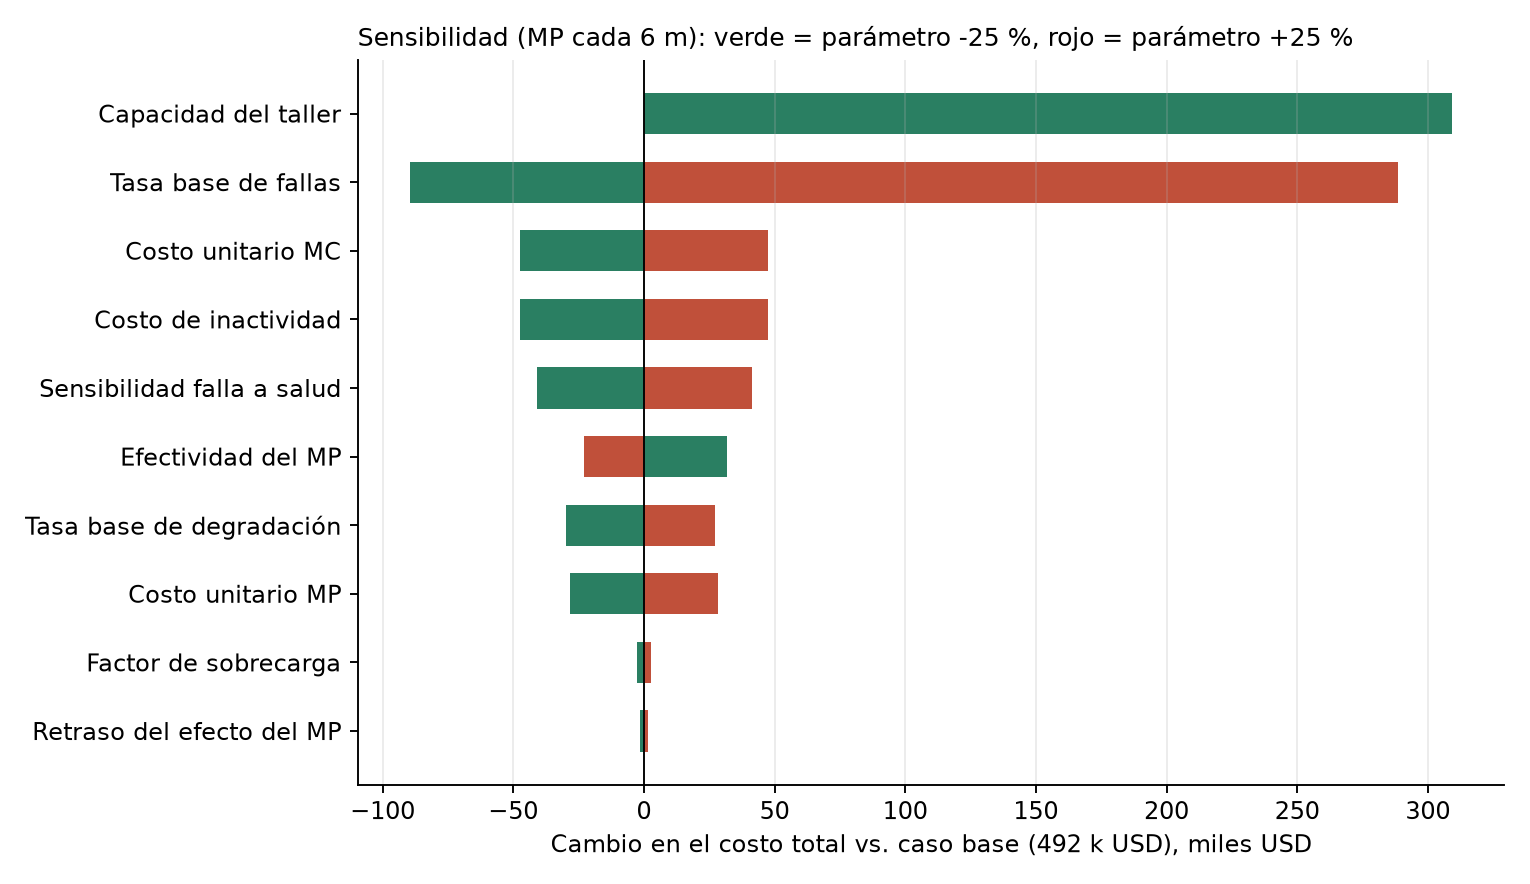 Sensibilidad (MP cada 6 m): verde = parámetro -25 %, rojo = parámetro +25 %
Capacidad del taller
Tasa base de fallas
Costo unitario MC
Costo de inactividad
Sensibilidad falla a salud
Efectividad del MP
Tasa base de degradación
Costo unitario MP
Factor de sobrecarga
Retraso del efecto del MP
−100 −50 0 50 100 150 200 250 300
Cambio en el costo total vs. caso base (492 k USD), miles USD